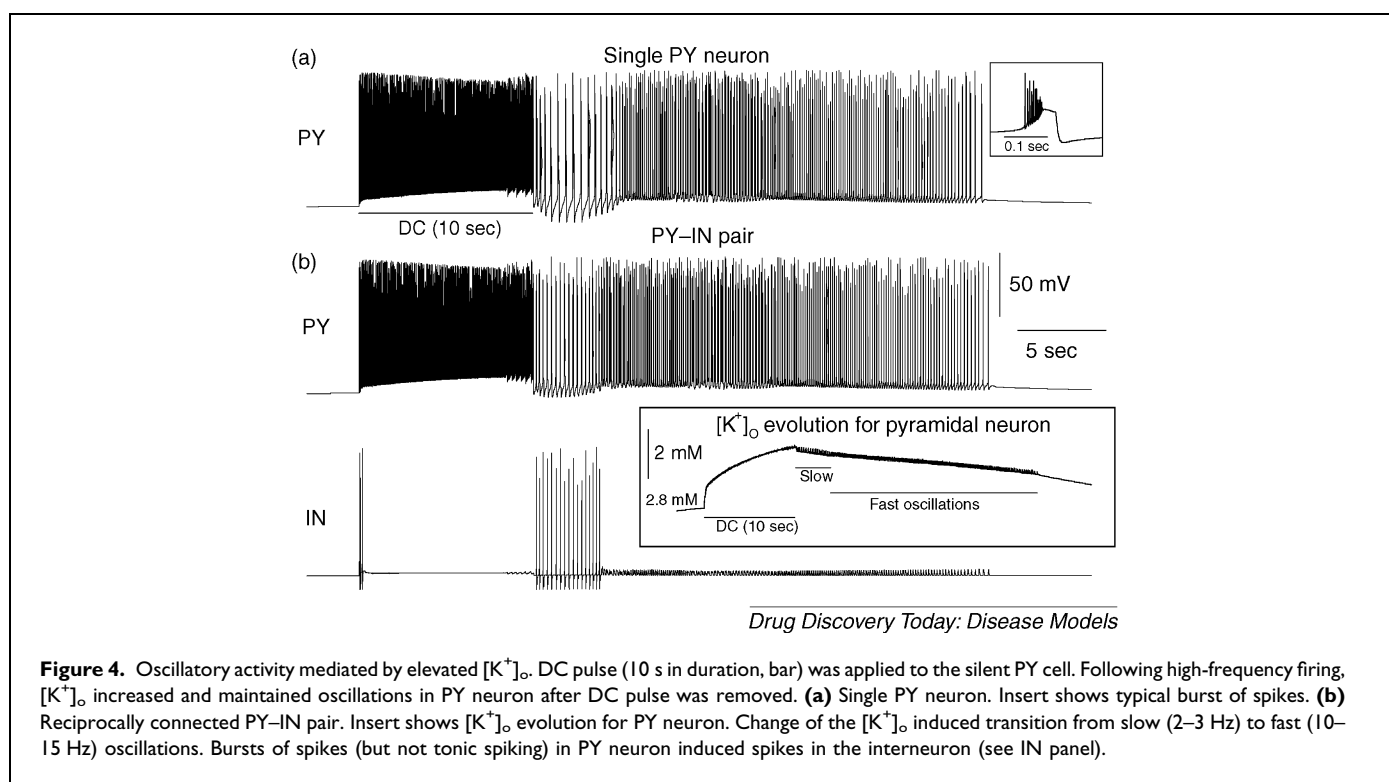 (a)
Single PY neuron
PY
0.1 sec
DC (10 sec)
PY–IN pair
(b)
PY
50 mV
5 sec
[K⁺]ₒ evolution for pyramidal neuron
2 mM
Slow
2.8 mM
Fast oscillations
DC (10 sec)
IN
Drug Discovery Today: Disease Models
Figure 4. Oscillatory activity mediated by elevated [K⁺]ₒ. DC pulse (10 s in duration, bar) was applied to the silent PY cell. Following high-frequency firing,
[K⁺]ₒ increased and maintained oscillations in PY neuron after DC pulse was removed. (a) Single PY neuron. Insert shows typical burst of spikes. (b)
Reciprocally connected PY–IN pair. Insert shows [K⁺]ₒ evolution for PY neuron. Change of the [K⁺]ₒ induced transition from slow (2–3 Hz) to fast (10–
15 Hz) oscillations. Bursts of spikes (but not tonic spiking) in PY neuron induced spikes in the interneuron (see IN panel).